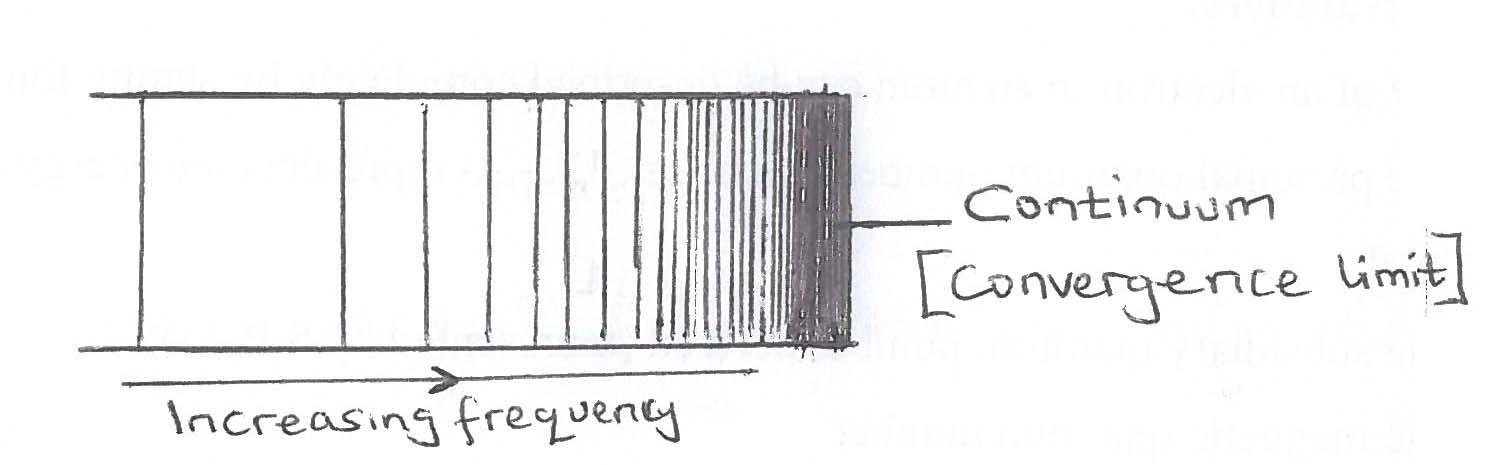 Continuum
[Convergence limit]
Increasing frequency